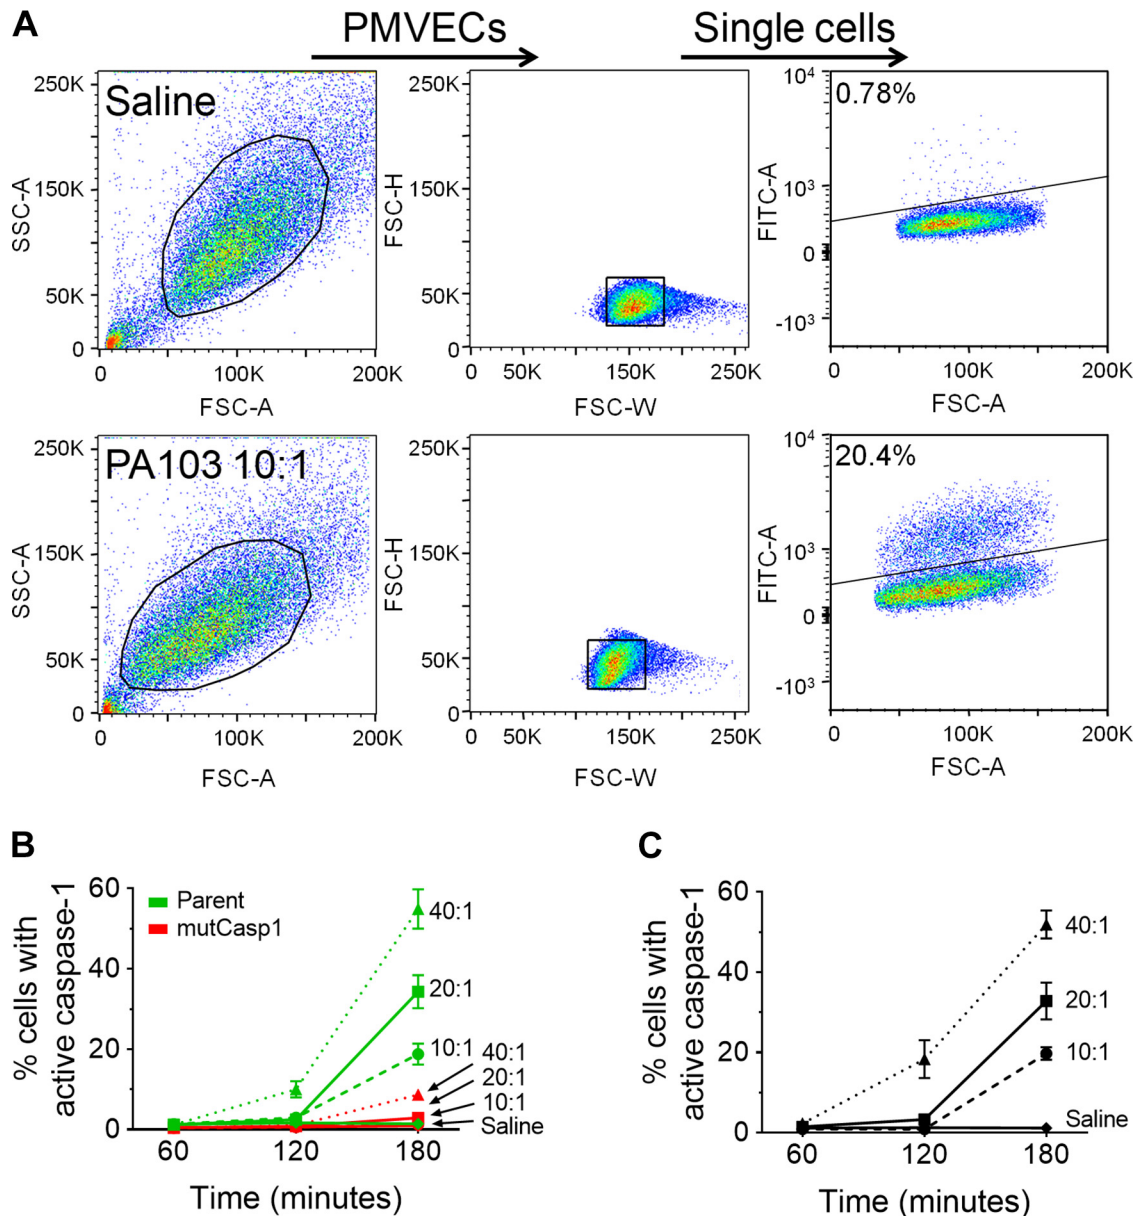 A
PMVECs
Single cells
Saline
250K
150K
50K
0
SSC-A
0
100K
200K
FSC-A
250K
150K
50K
0
FSC-H
0
50K
150K
250K
FSC-W
0.78%
10⁴
10³
0
-10³
FITC-A
0
100K
200K
FSC-A
PA103 10:1
250K
150K
50K
0
SSC-A
0
100K
200K
FSC-A
250K
150K
50K
0
FSC-H
0
50K
150K
250K
FSC-W
20.4%
10⁴
10³
0
-10³
FITC-A
0
100K
200K
FSC-A
B
% cells with
active caspase-1
60
40
20
0
Parent
mutCasp1
40:1
20:1
10:1
40:1
20:1
10:1
Saline
60
120
180
Time (minutes)
C
% cells with
active caspase-1
60
40
20
0
40:1
20:1
10:1
Saline
60
120
180
Time (minutes)